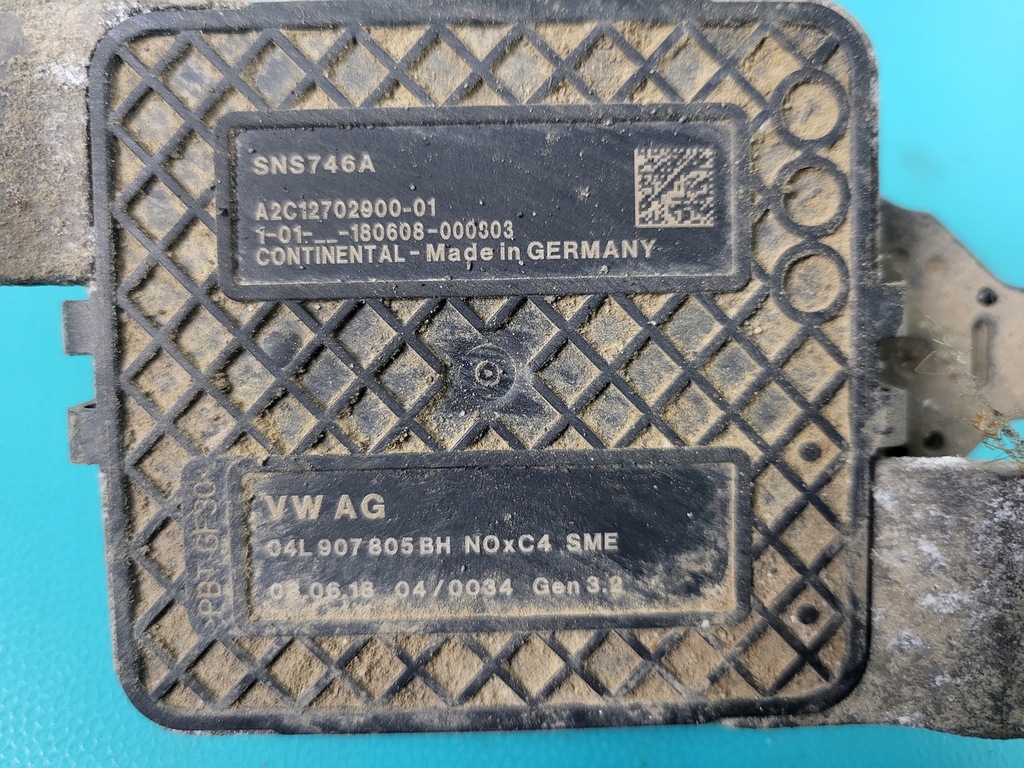 SNS746A
A2C12702900-01
1-01-__-180608-000303
CONTINENTAL - Made in GERMANY
>PBT-GF30<
VW AG
04L 907 805 BH NOxC4 SME
08.06.18 04/0034 Gen 3.2